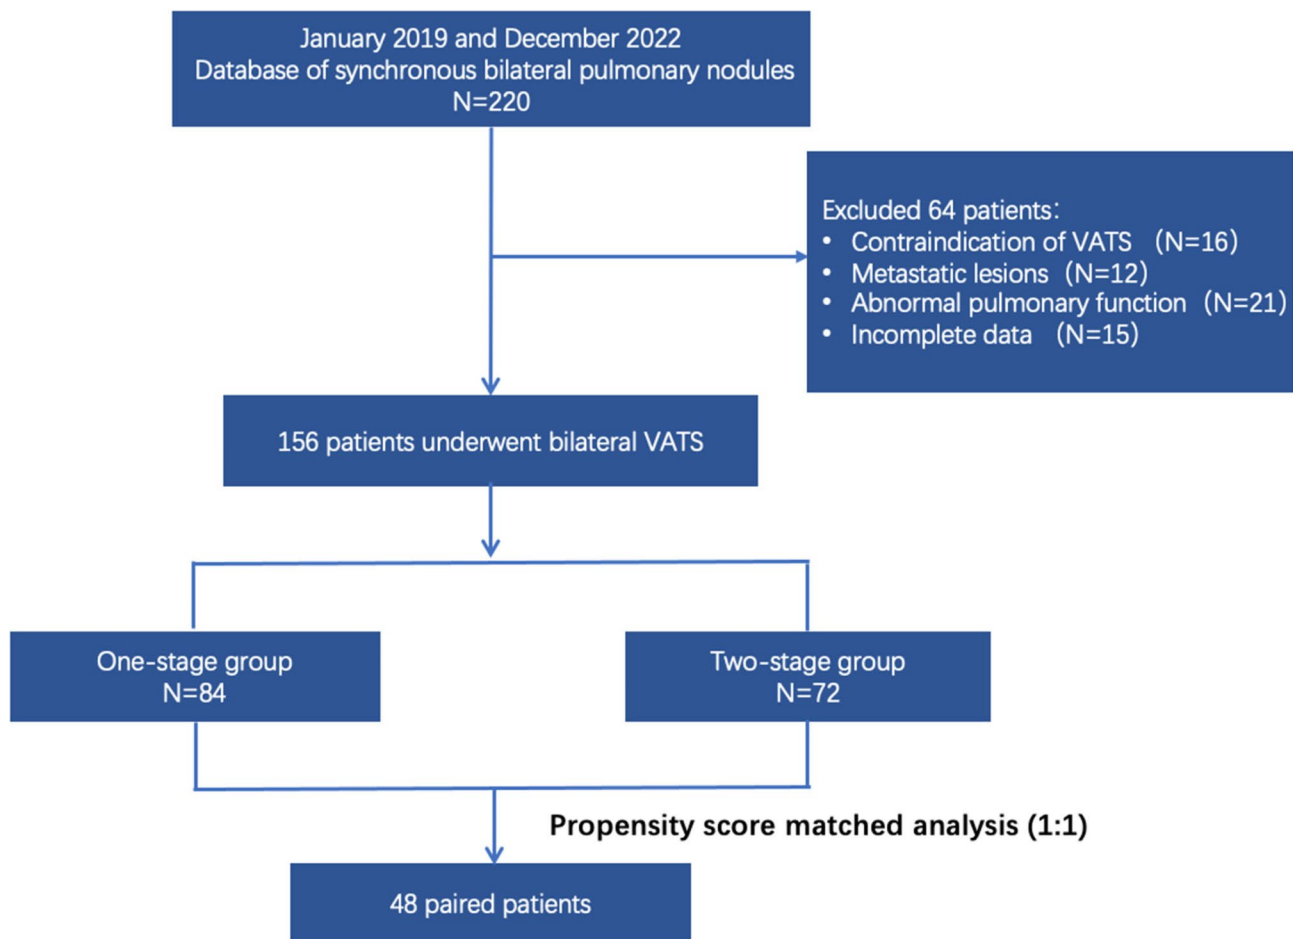 January 2019 and December 2022
Database of synchronous bilateral pulmonary nodules
N=220
Excluded 64 patients：
• Contraindication of VATS （N=16）
• Metastatic lesions（N=12）
• Abnormal pulmonary function（N=21）
• Incomplete data （N=15）
156 patients underwent bilateral VATS
One-stage group
N=84
Two-stage group
N=72
Propensity score matched analysis (1:1)
48 paired patients